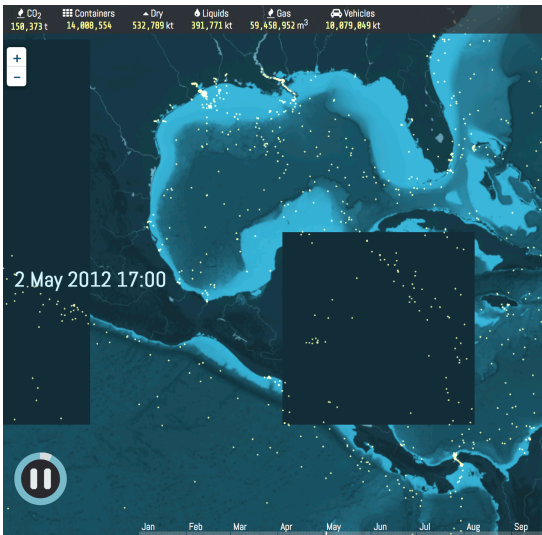 CO2 Containers Dry Liquids Gas Vehicles
150,373 t 14,008,554 532,789 kt 391,771 kt 59,458,952 m3 10,079,049 kt
+
−
2 May 2012 17:00
Jan Feb Mar Apr May Jun Jul Aug Sep